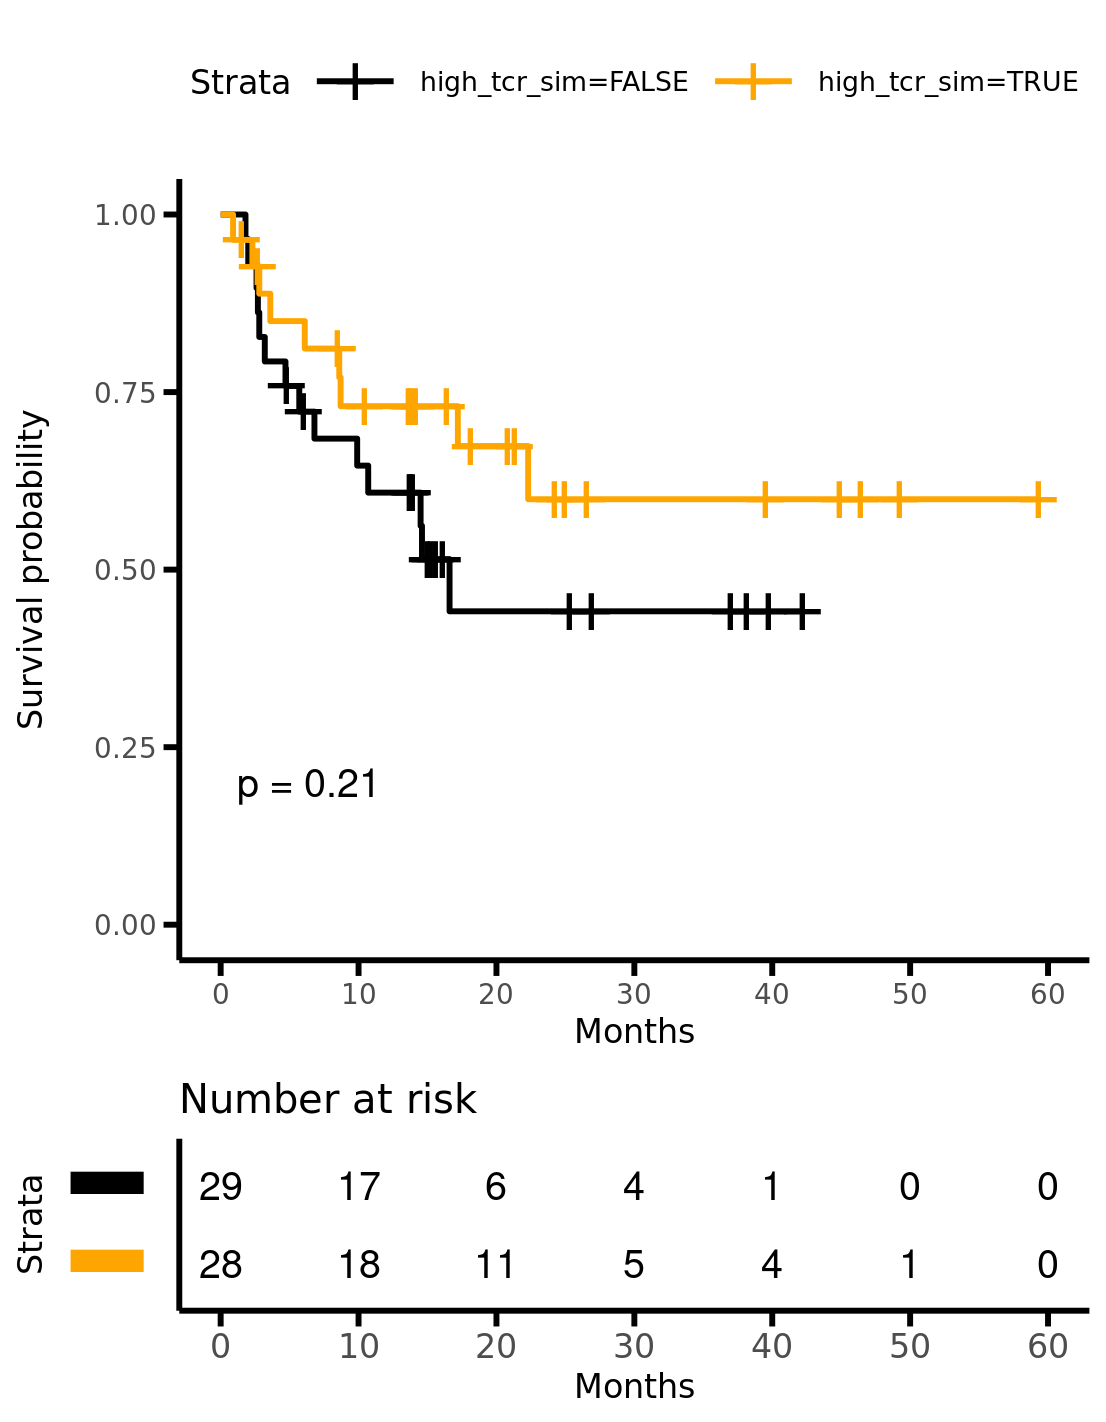 Strata high_tcr_sim=FALSE high_tcr_sim=TRUE
Survival probability
1.00
0.75
0.50
0.25
0.00
p = 0.21
0 10 20 30 40 50 60
Months
Number at risk
Strata
29 17 6 4 1 0 0
28 18 11 5 4 1 0
0 10 20 30 40 50 60
Months